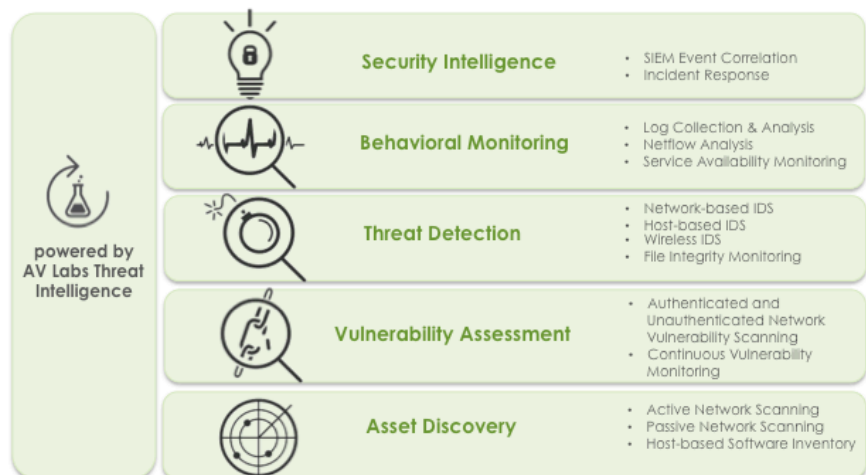 powered by
AV Labs Threat
Intelligence
Security Intelligence
• SIEM Event Correlation
• Incident Response
Behavioral Monitoring
• Log Collection & Analysis
• Netflow Analysis
• Service Availability Monitoring
Threat Detection
• Network-based IDS
• Host-based IDS
• Wireless IDS
• File Integrity Monitoring
Vulnerability Assessment
• Authenticated and
Unauthenticated Network
Vulnerability Scanning
• Continuous Vulnerability
Monitoring
Asset Discovery
• Active Network Scanning
• Passive Network Scanning
• Host-based Software Inventory